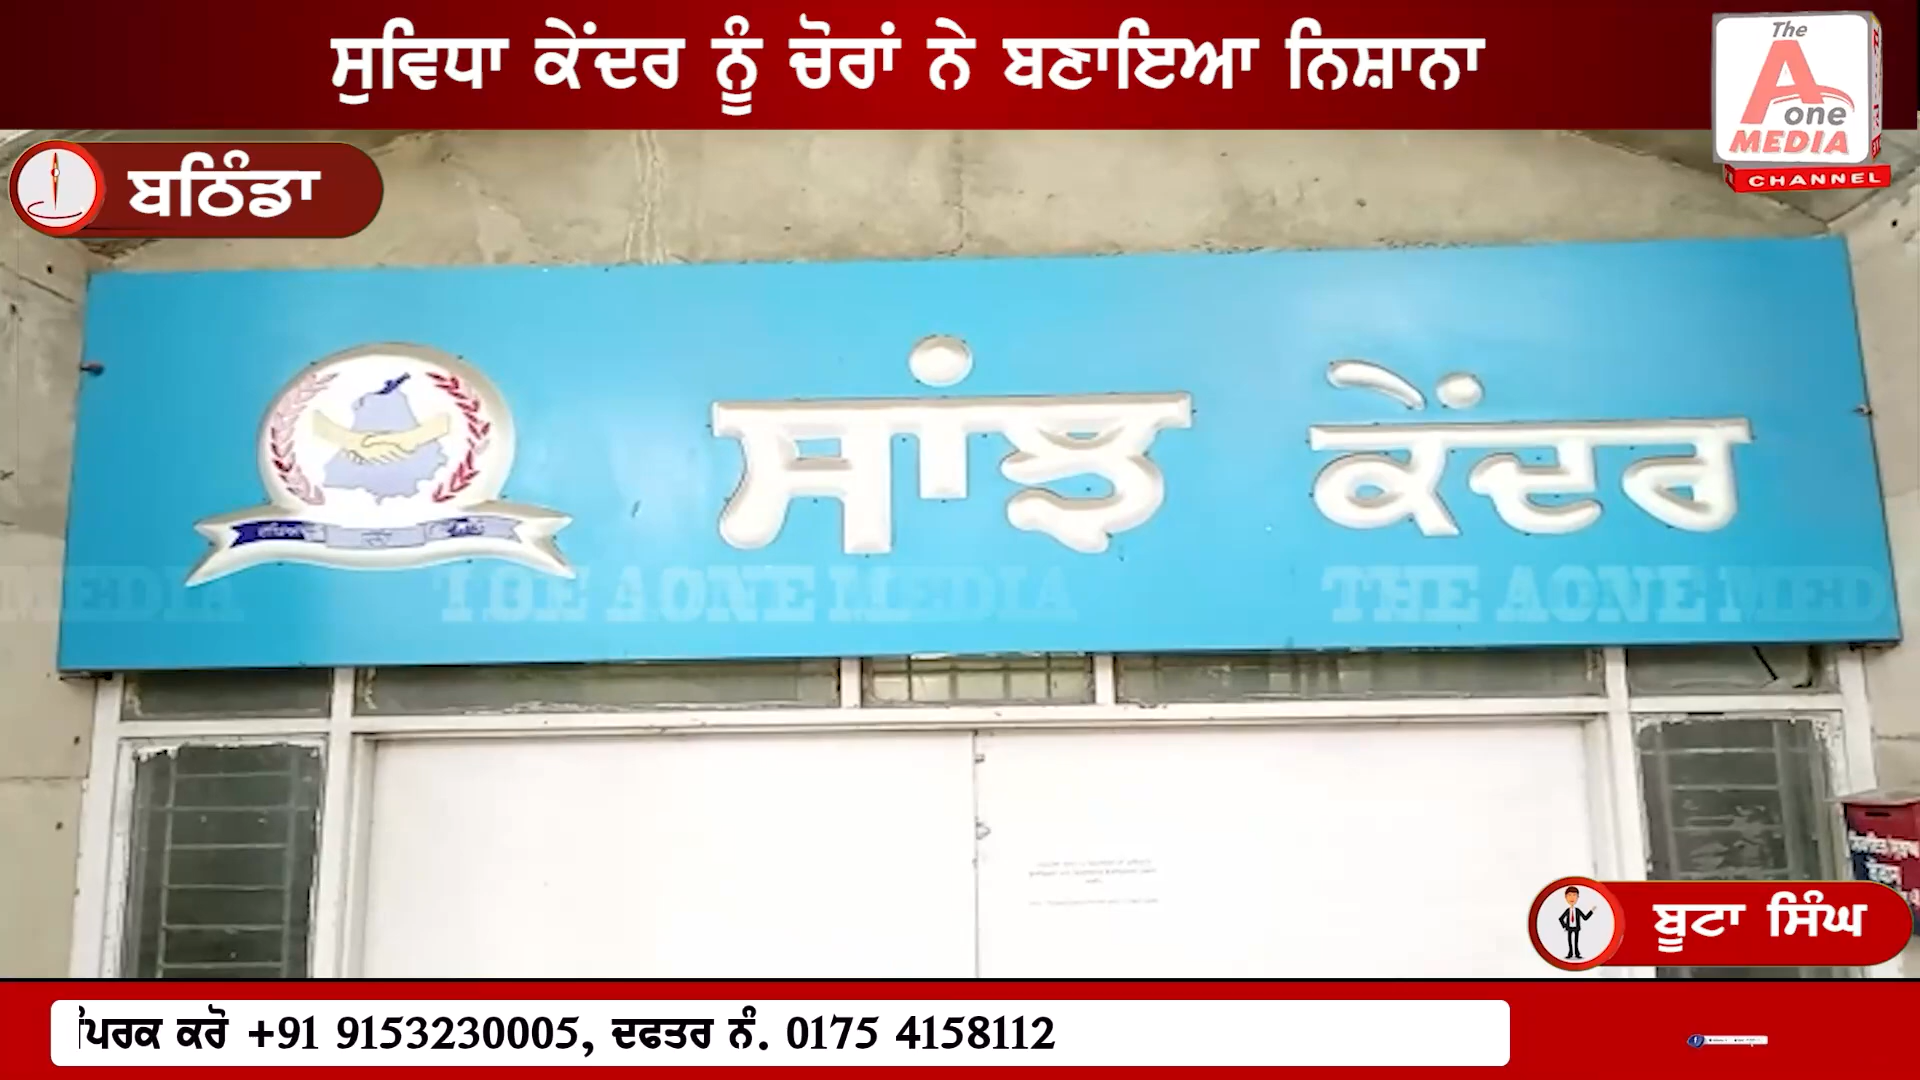 ਸੁਵਿਧਾ ਕੇਂਦਰ ਨੂੰ ਚੋਰਾਂ ਨੇ ਬਣਾਇਆ ਨਿਸ਼ਾਨਾ
The
A
one
MEDIA
CHANNEL
ਬਠਿੰਡਾ
ਸਾਂਝ ਕੇਂਦਰ
MEDIA THE AONE MEDIA THE AONE MED
ਬੂਟਾ ਸਿੰਘ
ੰਪਰਕ ਕਰੋ +91 9153230005, ਦਫਤਰ ਨੰ. 0175 4158112